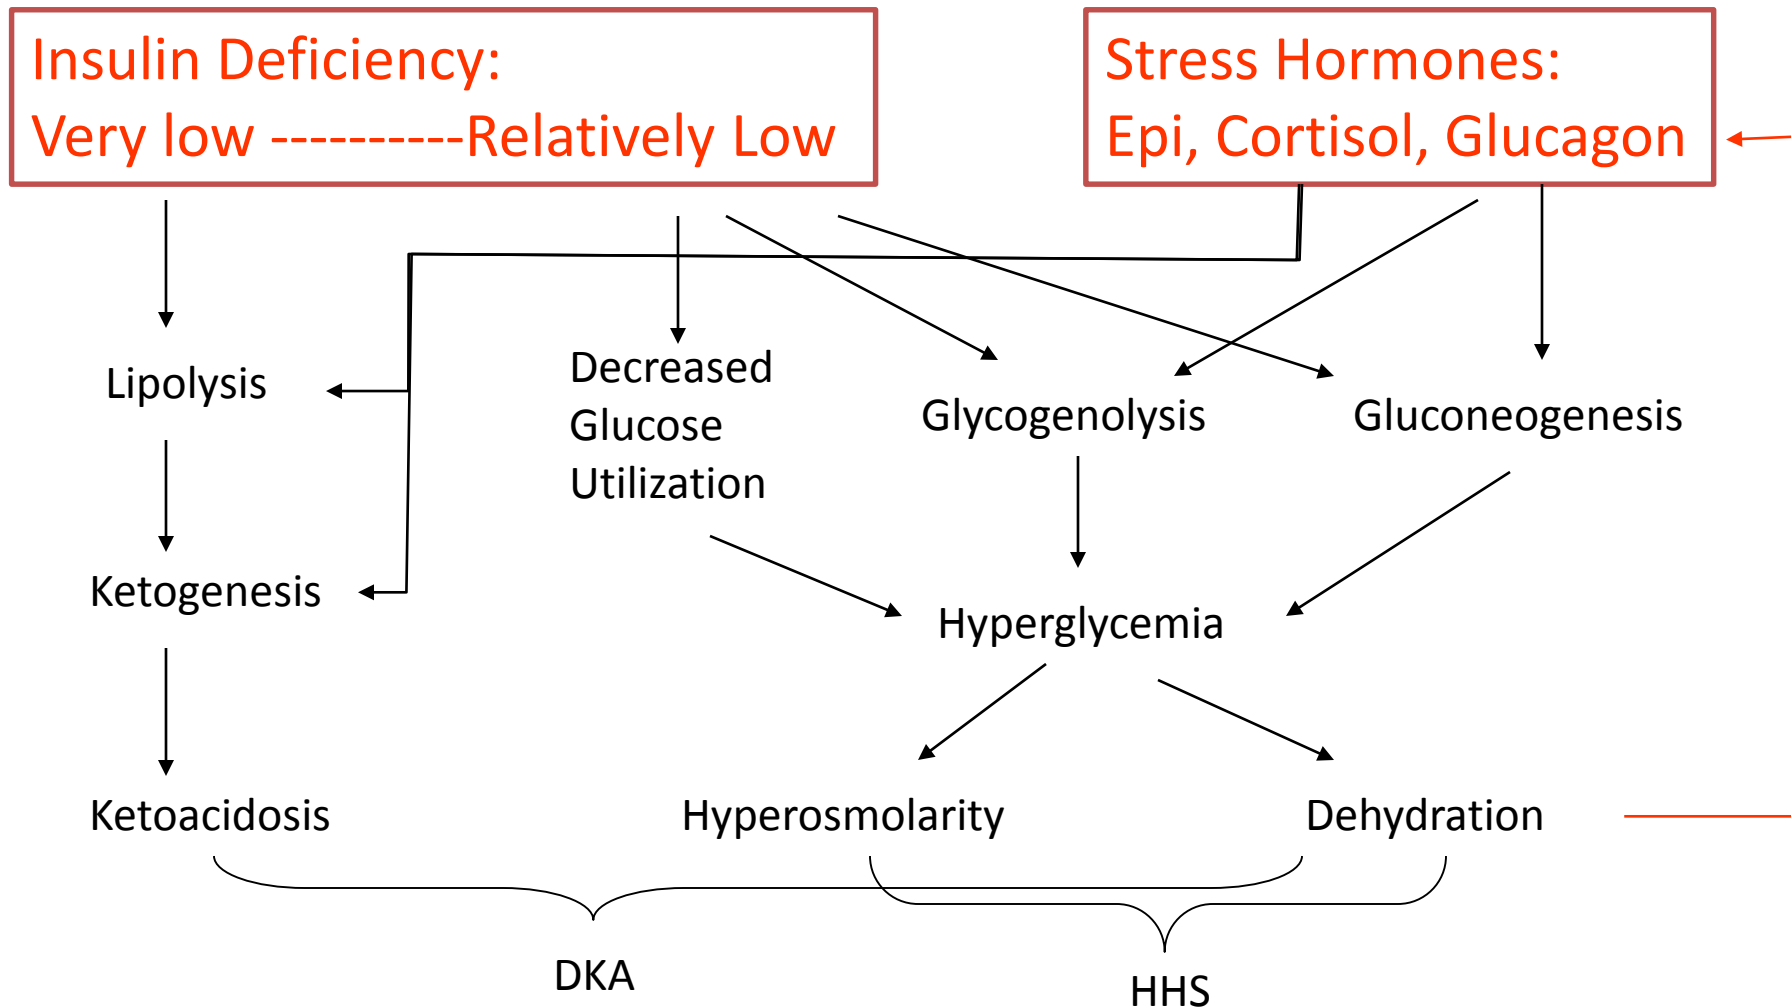 Insulin Deficiency:
Very low ----------Relatively Low
Stress Hormones:
Epi, Cortisol, Glucagon
Lipolysis
Decreased
Glucose
Utilization
Glycogenolysis
Gluconeogenesis
Ketogenesis
Hyperglycemia
Ketoacidosis
Hyperosmolarity
Dehydration
DKA
HHS